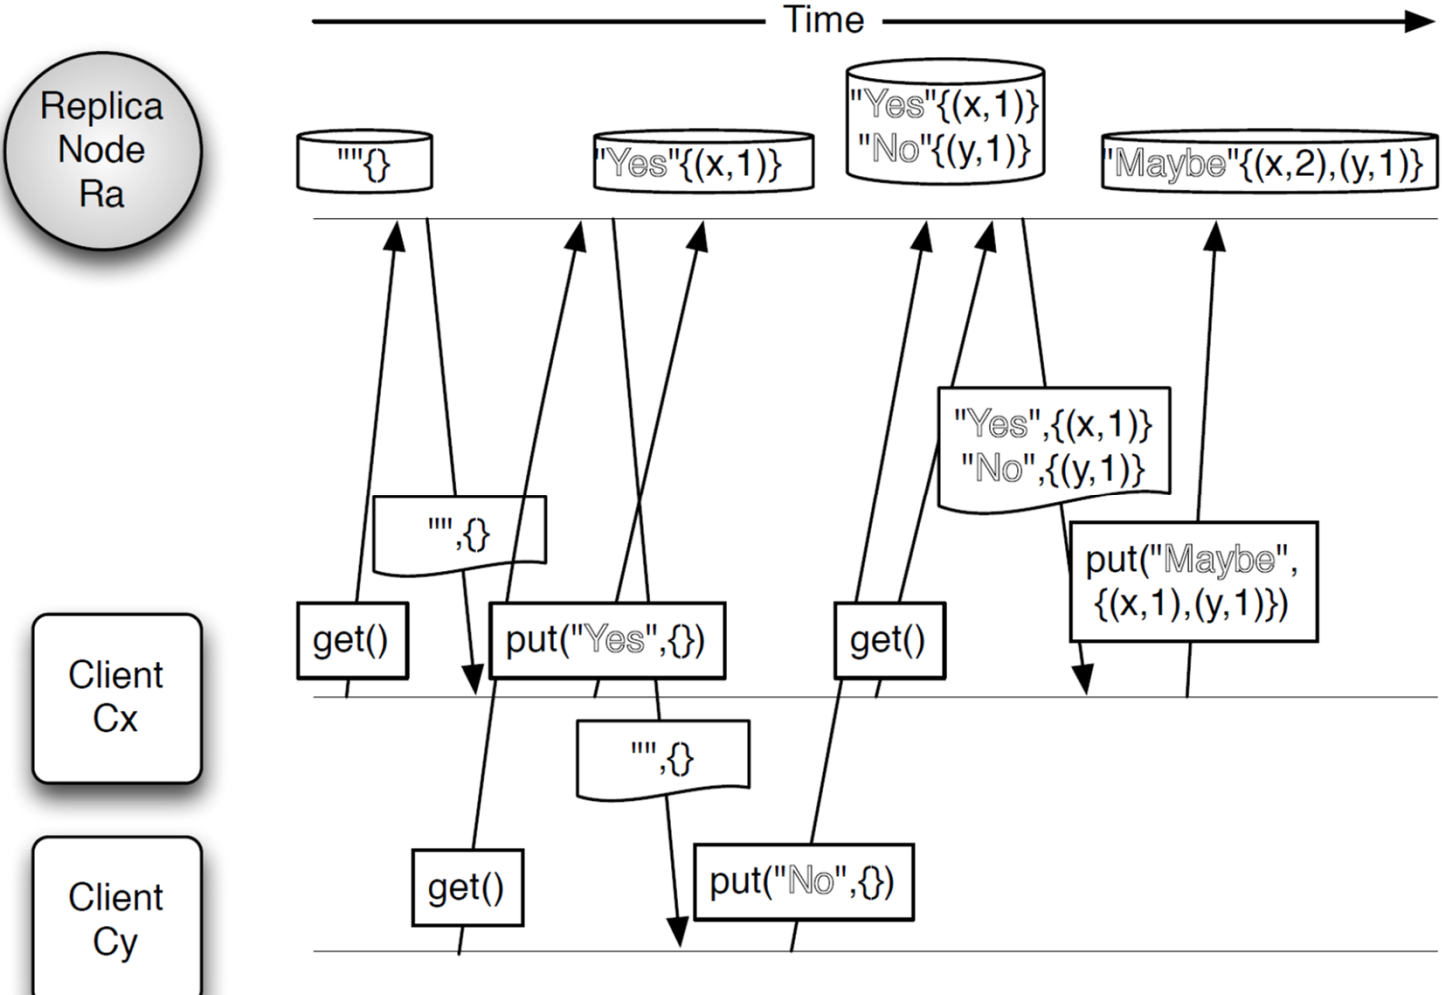 Time
Replica
Node
Ra
""{}
"Yes"{(x,1)}
"Yes"{(x,1)}
"No"{(y,1)}
"Maybe"{(x,2),(y,1)}
"Yes",{(x,1)}
"No",{(y,1)}
"",{}
put("Maybe",
{(x,1),(y,1)})
get()
put("Yes",{})
get()
Client
Cx
"",{}
get()
put("No",{})
Client
Cy